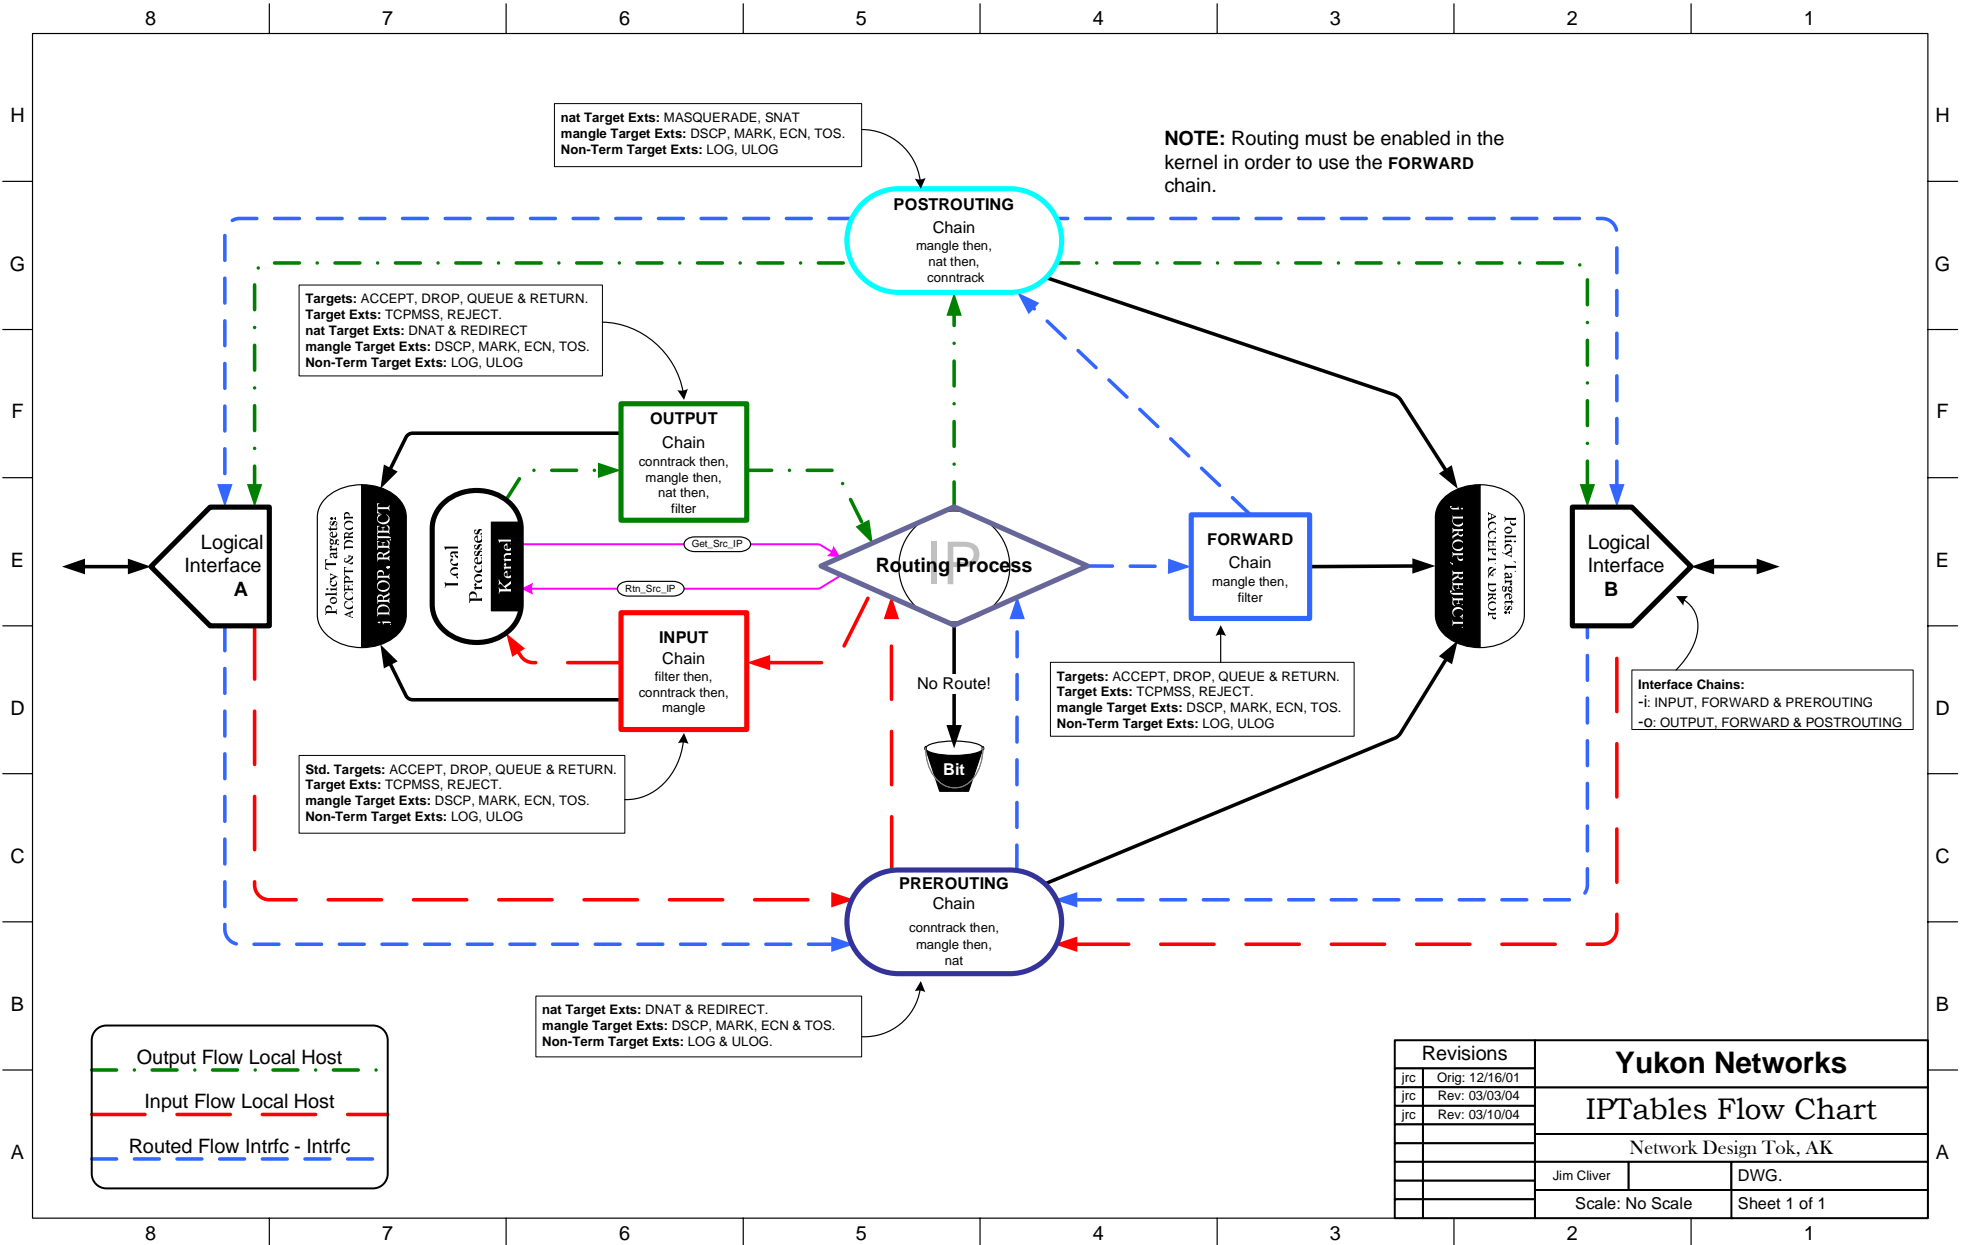 8 7 6 5 4 3 2 1
H
H
nat Target Exts: MASQUERADE, SNAT
mangle Target Exts: DSCP, MARK, ECN, TOS.
Non-Term Target Exts: LOG, ULOG
NOTE: Routing must be enabled in the
kernel in order to use the FORWARD
chain.
POSTROUTING
Chain
mangle then,
nat then,
conntrack
G
G
Targets: ACCEPT, DROP, QUEUE & RETURN.
Target Exts: TCPMSS, REJECT.
nat Target Exts: DNAT & REDIRECT
mangle Target Exts: DSCP, MARK, ECN, TOS.
Non-Term Target Exts: LOG, ULOG
F
F
OUTPUT
Chain
conntrack then,
mangle then,
nat then,
filter
E
E
Logical
Interface
A
Policy Targets:
ACCEPT & DROP
j DROP, REJECT
Local
Processes
Kernel
Get_Src_IP
Rtn_Src_IP
IP
Routing Process
FORWARD
Chain
mangle then,
filter
j DROP, REJECT
Policy Targets:
ACCEPT & DROP
Logical
Interface
B
INPUT
Chain
filter then,
conntrack then,
mangle
No Route!
Bit
Targets: ACCEPT, DROP, QUEUE & RETURN.
Target Exts: TCPMSS, REJECT.
mangle Target Exts: DSCP, MARK, ECN, TOS.
Non-Term Target Exts: LOG, ULOG
Interface Chains:
-i: INPUT, FORWARD & PREROUTING
-o: OUTPUT, FORWARD & POSTROUTING
D
D
Std. Targets: ACCEPT, DROP, QUEUE & RETURN.
Target Exts: TCPMSS, REJECT.
mangle Target Exts: DSCP, MARK, ECN, TOS.
Non-Term Target Exts: LOG, ULOG
C
C
PREROUTING
Chain
conntrack then,
mangle then,
nat
B
B
nat Target Exts: DNAT & REDIRECT.
mangle Target Exts: DSCP, MARK, ECN & TOS.
Non-Term Target Exts: LOG & ULOG.
Output Flow Local Host
Input Flow Local Host
Routed Flow Intrfc - Intrfc
A
A
Revisions
jrc Orig: 12/16/01
jrc Rev: 03/03/04
jrc Rev: 03/10/04
Yukon Networks
IPTables Flow Chart
Network Design Tok, AK
Jim Cliver
DWG.
Scale: No Scale
Sheet 1 of 1
8 7 6 5 4 3 2 1